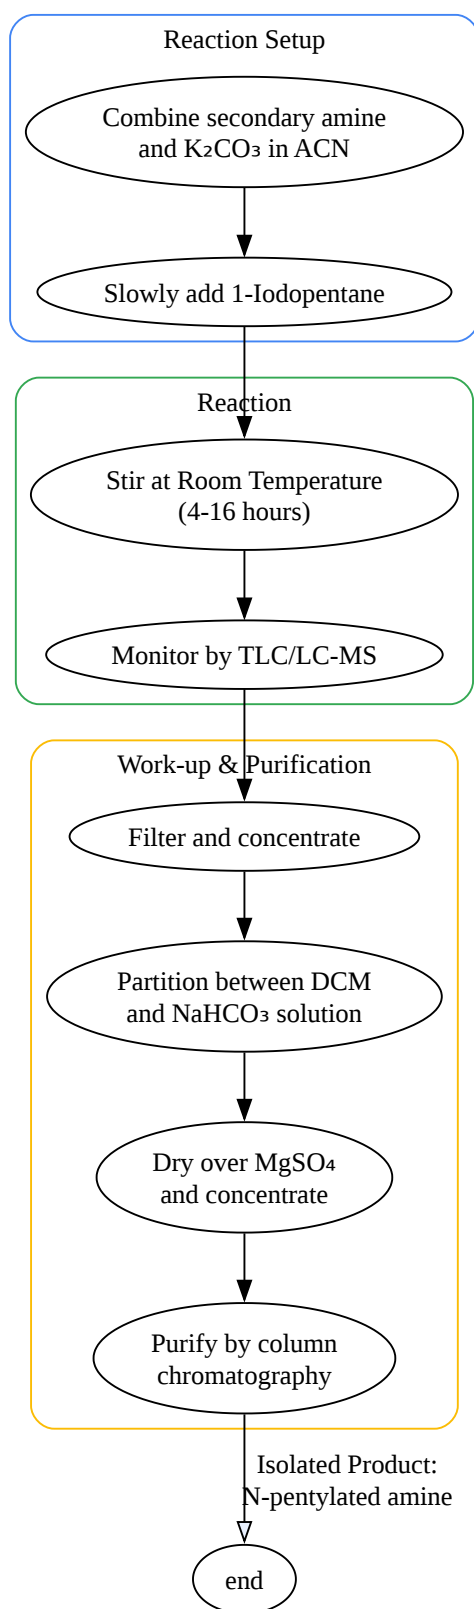 Reaction Setup
Combine secondary amine
and K₂CO₃ in ACN
Slowly add 1-Iodopentane
Reaction
Stir at Room Temperature
(4-16 hours)
Monitor by TLC/LC-MS
Work-up & Purification
Filter and concentrate
Partition between DCM
and NaHCO₃ solution
Dry over MgSO₄
and concentrate
Purify by column
chromatography
Isolated Product:
N-pentylated amine
end